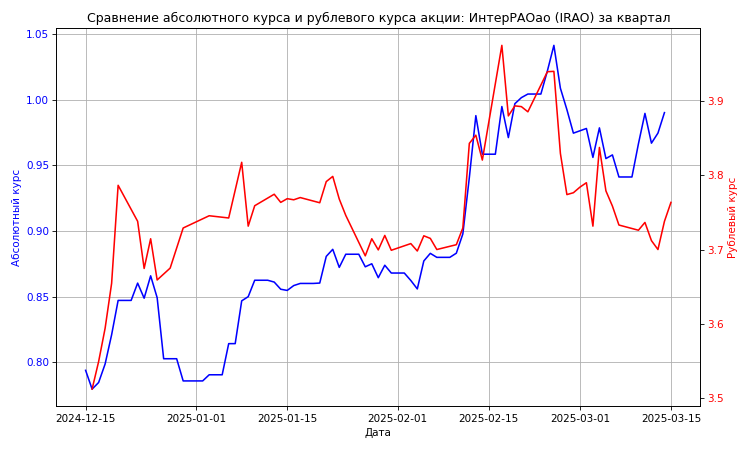 Сравнение абсолютного курса и рублевого курса акции: ИнтерРАОао (IRAO) за квартал
1.05
1.00
0.95
0.90
0.85
0.80
Абсолютный курс
3.9
3.8
3.7
3.6
3.5
Рублевый курс
2024-12-15 2025-01-01 2025-01-15 2025-02-01 2025-02-15 2025-03-01 2025-03-15
Дата